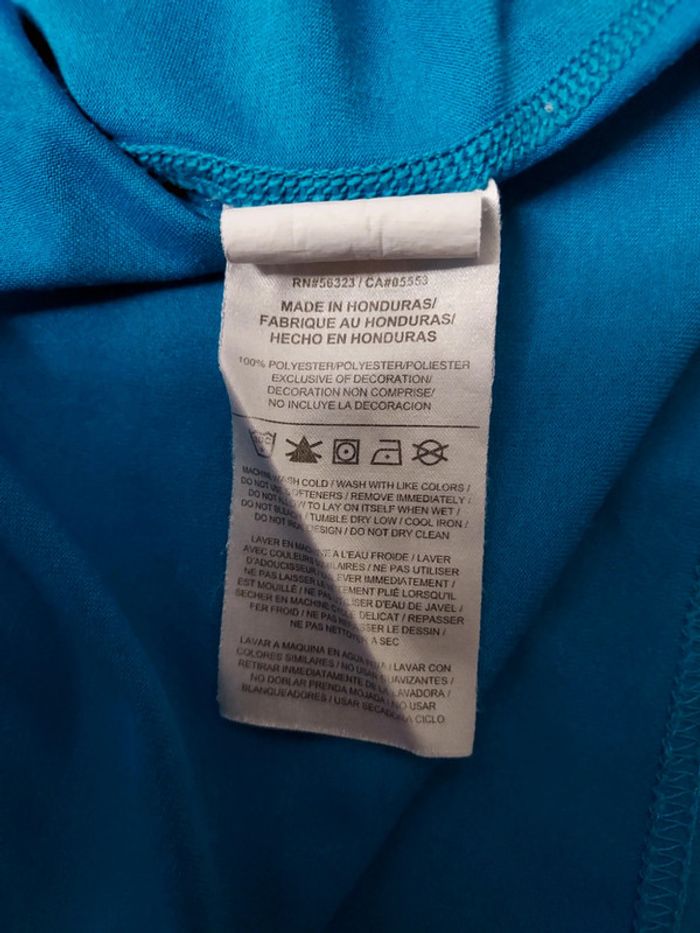 RN#56323 / CA#05553
MADE IN HONDURAS/
FABRIQUE AU HONDURAS/
HECHO EN HONDURAS
100% POLYESTER/POLYESTER/POLIESTER
EXCLUSIVE OF DECORATION/
DECORATION NON COMPRISE/
NO INCLUYE LA DECORACION
30C
MACHINE WASH COLD / WASH WITH LIKE COLORS /
DO NOT USE SOFTENERS / REMOVE IMMEDIATELY /
DO NOT ALLOW TO LAY ON ITSELF WHEN WET /
DO NOT BLEACH / TUMBLE DRY LOW / COOL IRON /
DO NOT IRON DESIGN / DO NOT DRY CLEAN
LAVER EN MACHINE A L'EAU FROIDE / LAVER
AVEC COULEURS SIMILAIRES / NE PAS UTILISER
D'ADOUCISSEUR / LEVER IMMEDIATEMENT /
NE PAS LAISSER VETEMENT PLIÉ LORSQU'IL
EST MOUILLÉ / NE PAS UTILISER D'EAU DE JAVEL /
SECHER EN MACHINE CYCLE DELICAT / REPASSER
FER FROID / NE PAS REPASSER LE DESSIN /
NE PAS NETTOYER A SEC
LAVAR A MAQUINA EN AGUA FRIA / LAVAR CON
COLORES SIMILARES / NO USAR SUAVIZANTES /
RETIRAR INMEDIATAMENTE DE LA LAVADORA /
NO DOBLAR PRENDA MOJADA / NO USAR
BLANQUEADORES / USAR SECADORA CICLO